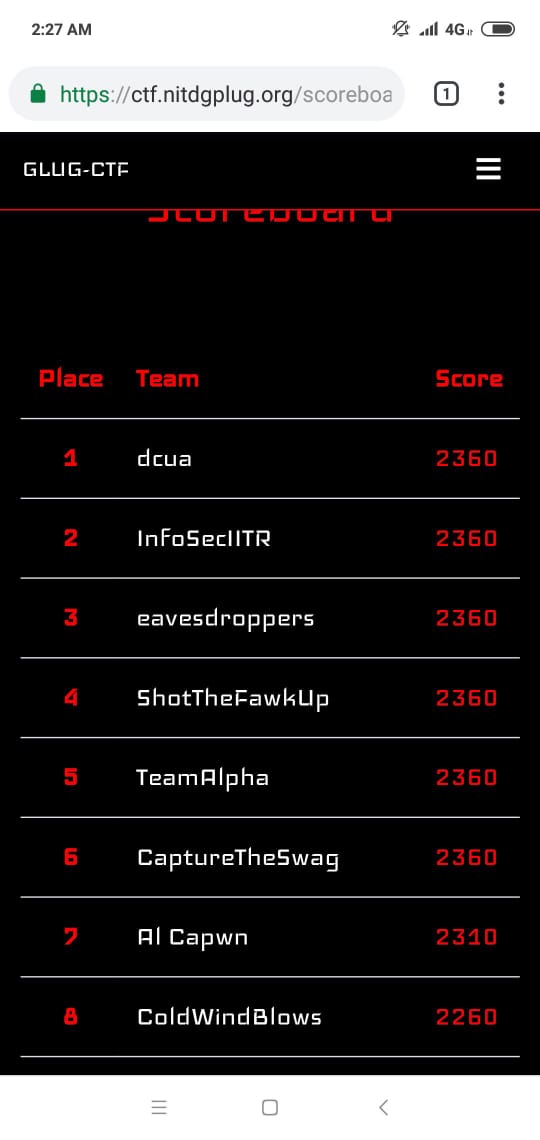 2:27 AM 4G
https://ctf.nitdgplug.org/scoreboa 1
GLUG-CTF
Scoreboard
Place Team Score
1 dcua 2360
2 InfoSecIITR 2360
3 eavesdroppers 2360
4 ShotTheFawkUp 2360
5 TeamAlpha 2360
6 CaptureTheSwag 2360
7 Al Capwn 2310
8 ColdWindBlows 2260